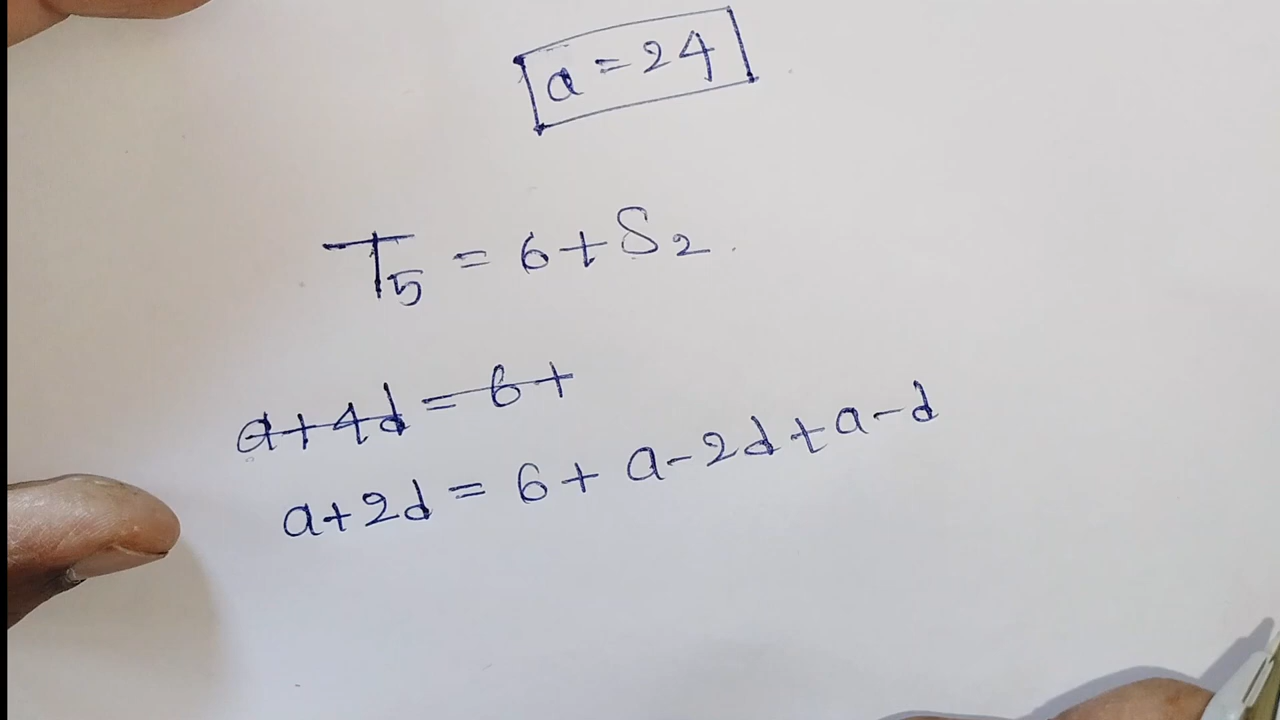 a = 24
T5 = 6 + S2
a + 4d = 6 +
a + 2d = 6 + a - 2d + a - d